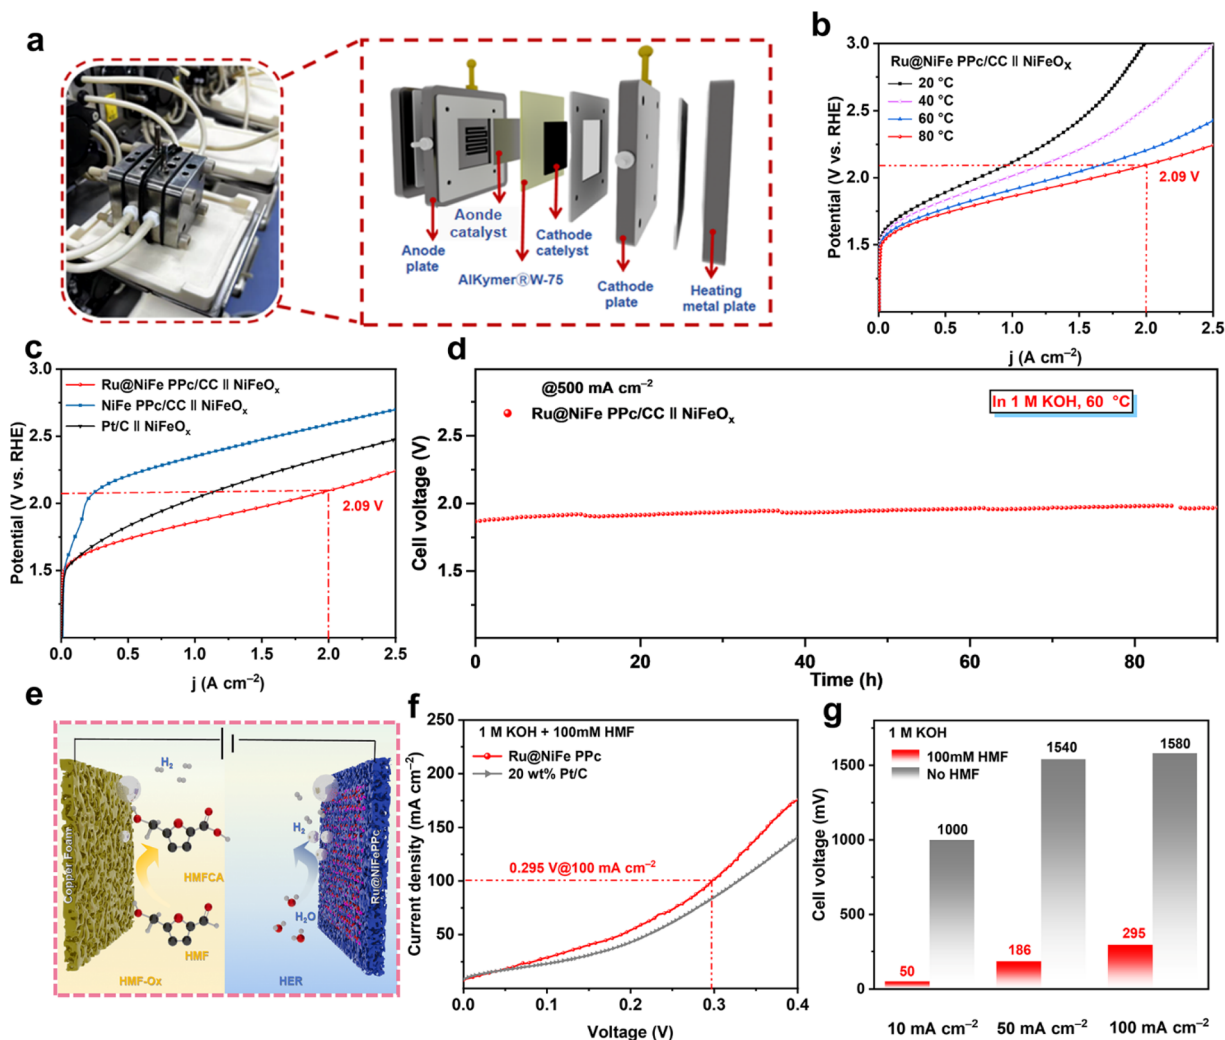 a
Anode
plate
Aonde
catalyst
AlKymer®W-75
Cathode
catalyst
Cathode
plate
Heating
metal plate
b
Potential (V vs. RHE)
3.0
2.5
2.0
1.5
Ru@NiFe PPc/CC ‖ NiFeOX
20 °C
40 °C
60 °C
80 °C
2.09 V
0.0 0.5 1.0 1.5 2.0 2.5
j (A cm−2)
c
Potential (V vs. RHE)
3.0
2.5
2.0
1.5
Ru@NiFe PPc/CC ‖ NiFeOx
NiFe PPc/CC ‖ NiFeOx
Pt/C ‖ NiFeOx
2.09 V
0.0 0.5 1.0 1.5 2.0 2.5
j (A cm−2)
d
Cell voltage (V)
3.0
2.5
2.0
1.5
@500 mA cm−2
Ru@NiFe PPc/CC ‖ NiFeOx
In 1 M KOH, 60 °C
0 20 40 60 80
Time (h)
e
H2
Copper Foam
HMFCA
HMF
HMF-Ox
H2
H2O
HER
Ru@NiFePPc
f
Current density (mA cm−2)
250
200
150
100
50
0
1 M KOH + 100mM HMF
Ru@NiFe PPc
20 wt% Pt/C
0.295 V@100 mA cm−2
0.0 0.1 0.2 0.3 0.4
Voltage (V)
g
Cell voltage (mV)
1500
1000
500
0
1 M KOH
100mM HMF
No HMF
50
1000
186
1540
295
1580
10 mA cm−2 50 mA cm−2 100 mA cm−2